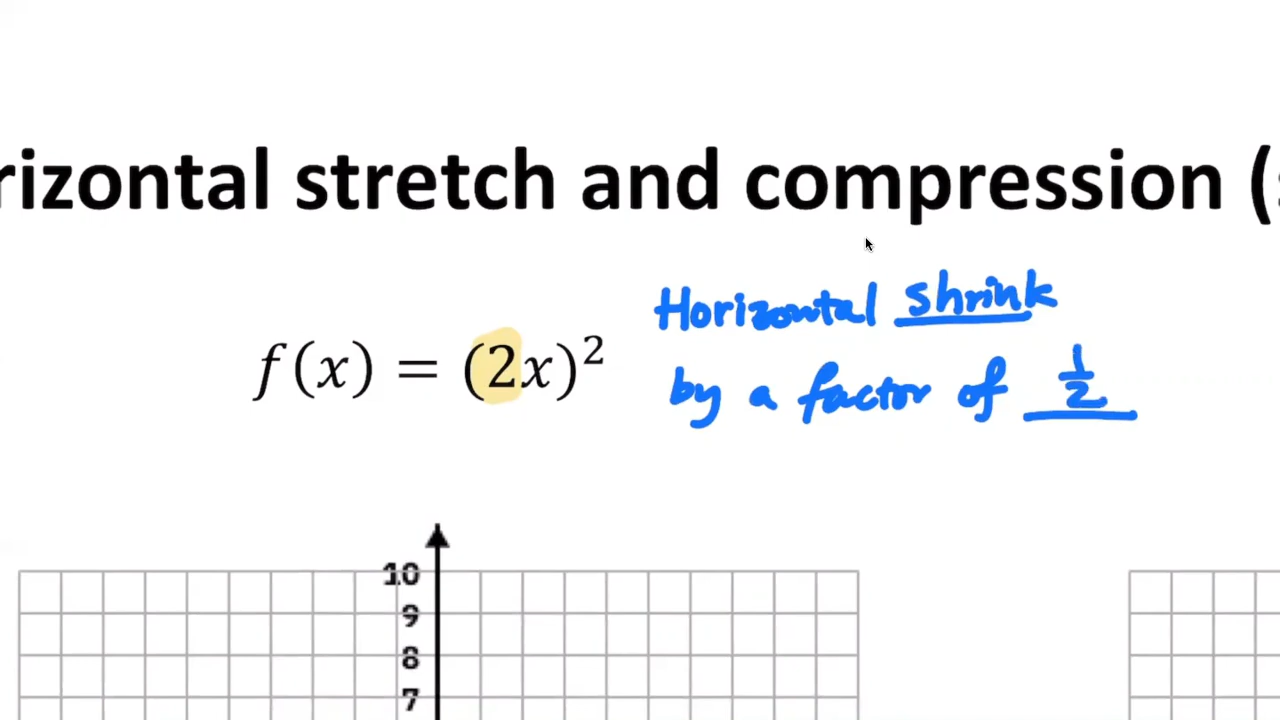 rizontal stretch and compression (s
Horizontal shrink
f(x) = (2x)²
by a factor of 1/2
10
9
8
7